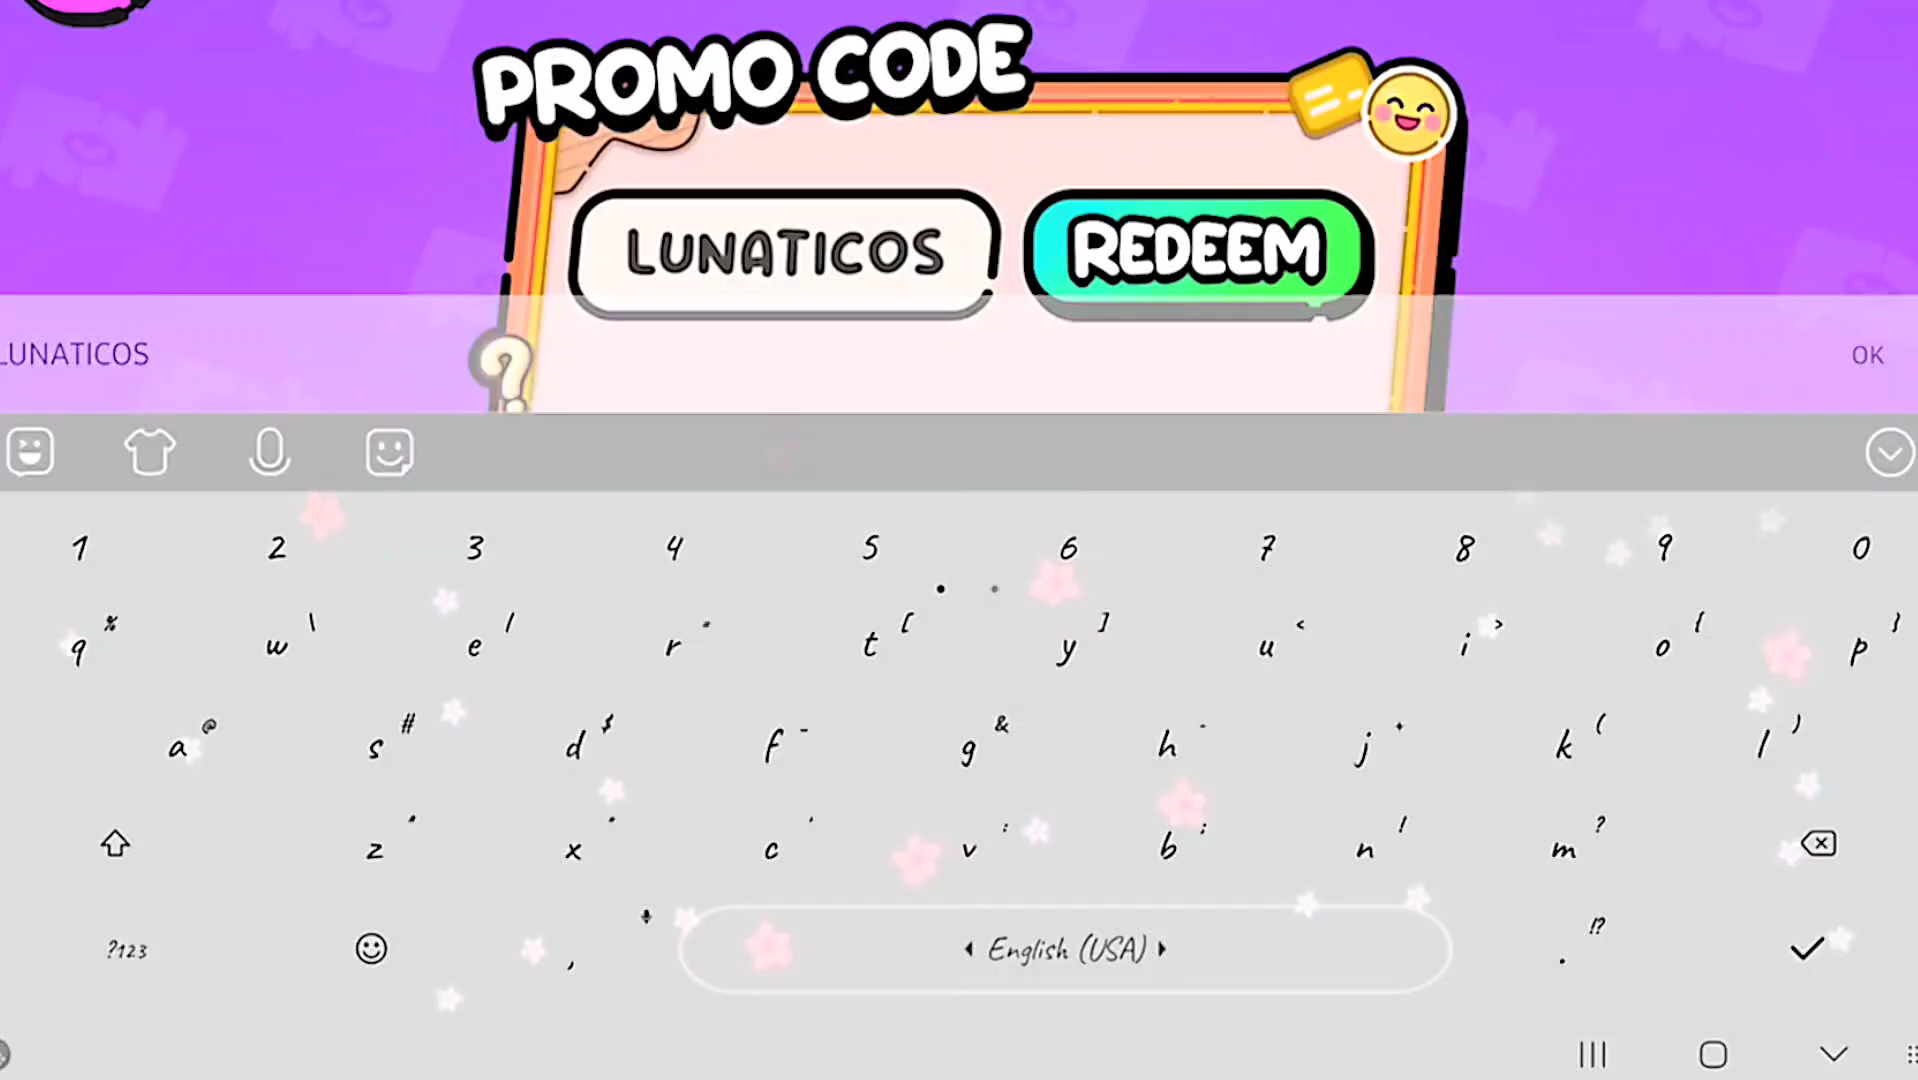 PROMO CODE
LUNATICOS
REDEEM
LUNATICOS
OK
1 2 3 4 5 6 7 8 9 0
q w e r t y u i o p
% \ | [ ] < > { }
a s d f g h j k l
@ # $ - & - + ( )
z x c v b n m
: ; ! ?
?123 , English (USA) . !?